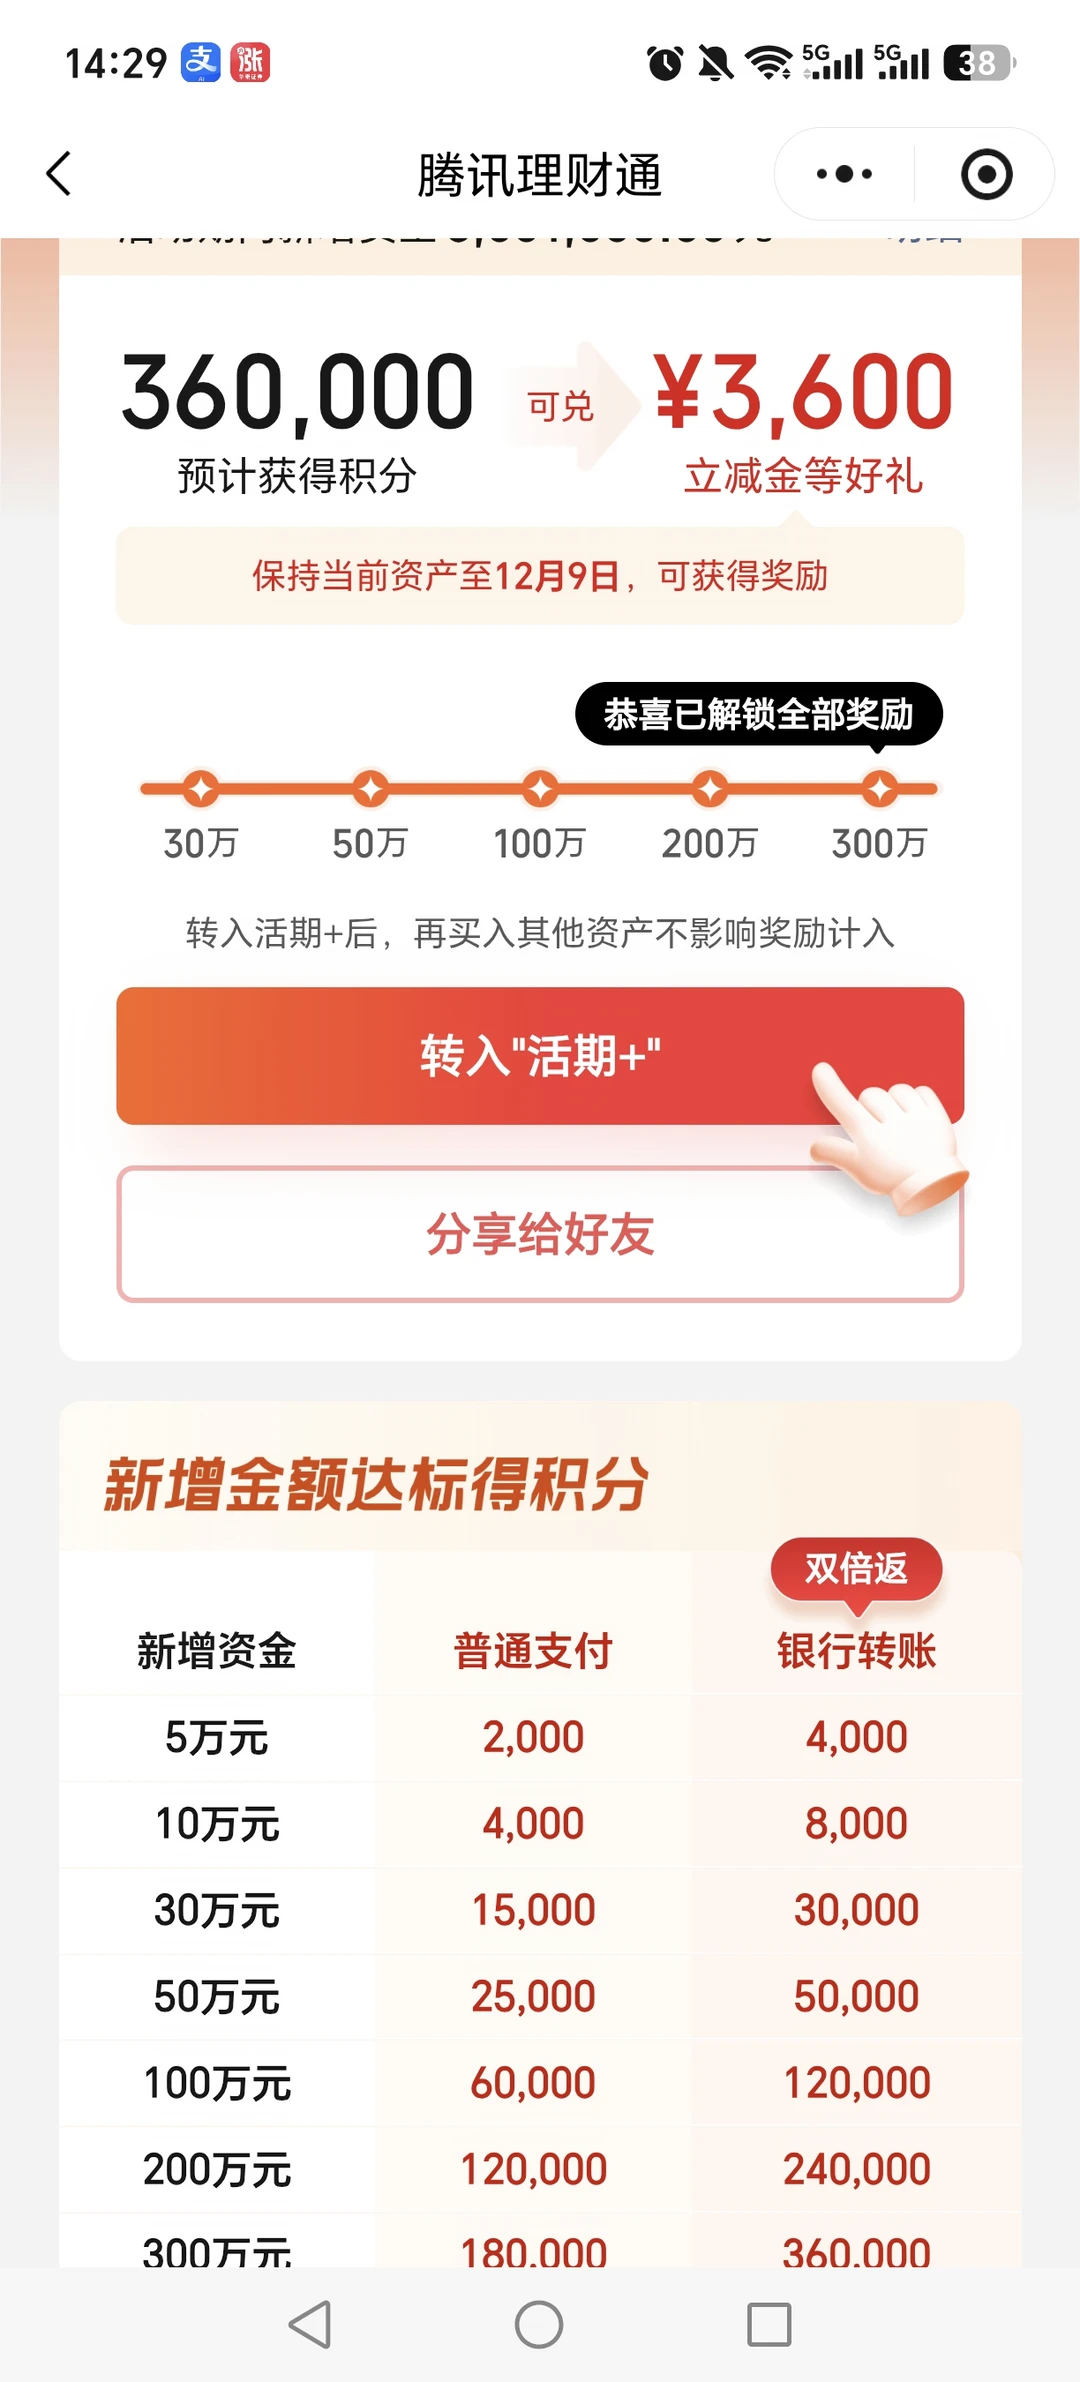 14:29
支
涨
5G
5G
38
腾讯理财通
360,000
可兑
¥3,600
预计获得积分
立减金等好礼
保持当前资产至12月9日，可获得奖励
恭喜已解锁全部奖励
30万
50万
100万
200万
300万
转入活期+后，再买入其他资产不影响奖励计入
转入"活期+"
分享给好友
新增金额达标得积分
双倍返
新增资金 普通支付 银行转账
5万元 2,000 4,000
10万元 4,000 8,000
30万元 15,000 30,000
50万元 25,000 50,000
100万元 60,000 120,000
200万元 120,000 240,000
300万元 180,000 360,000